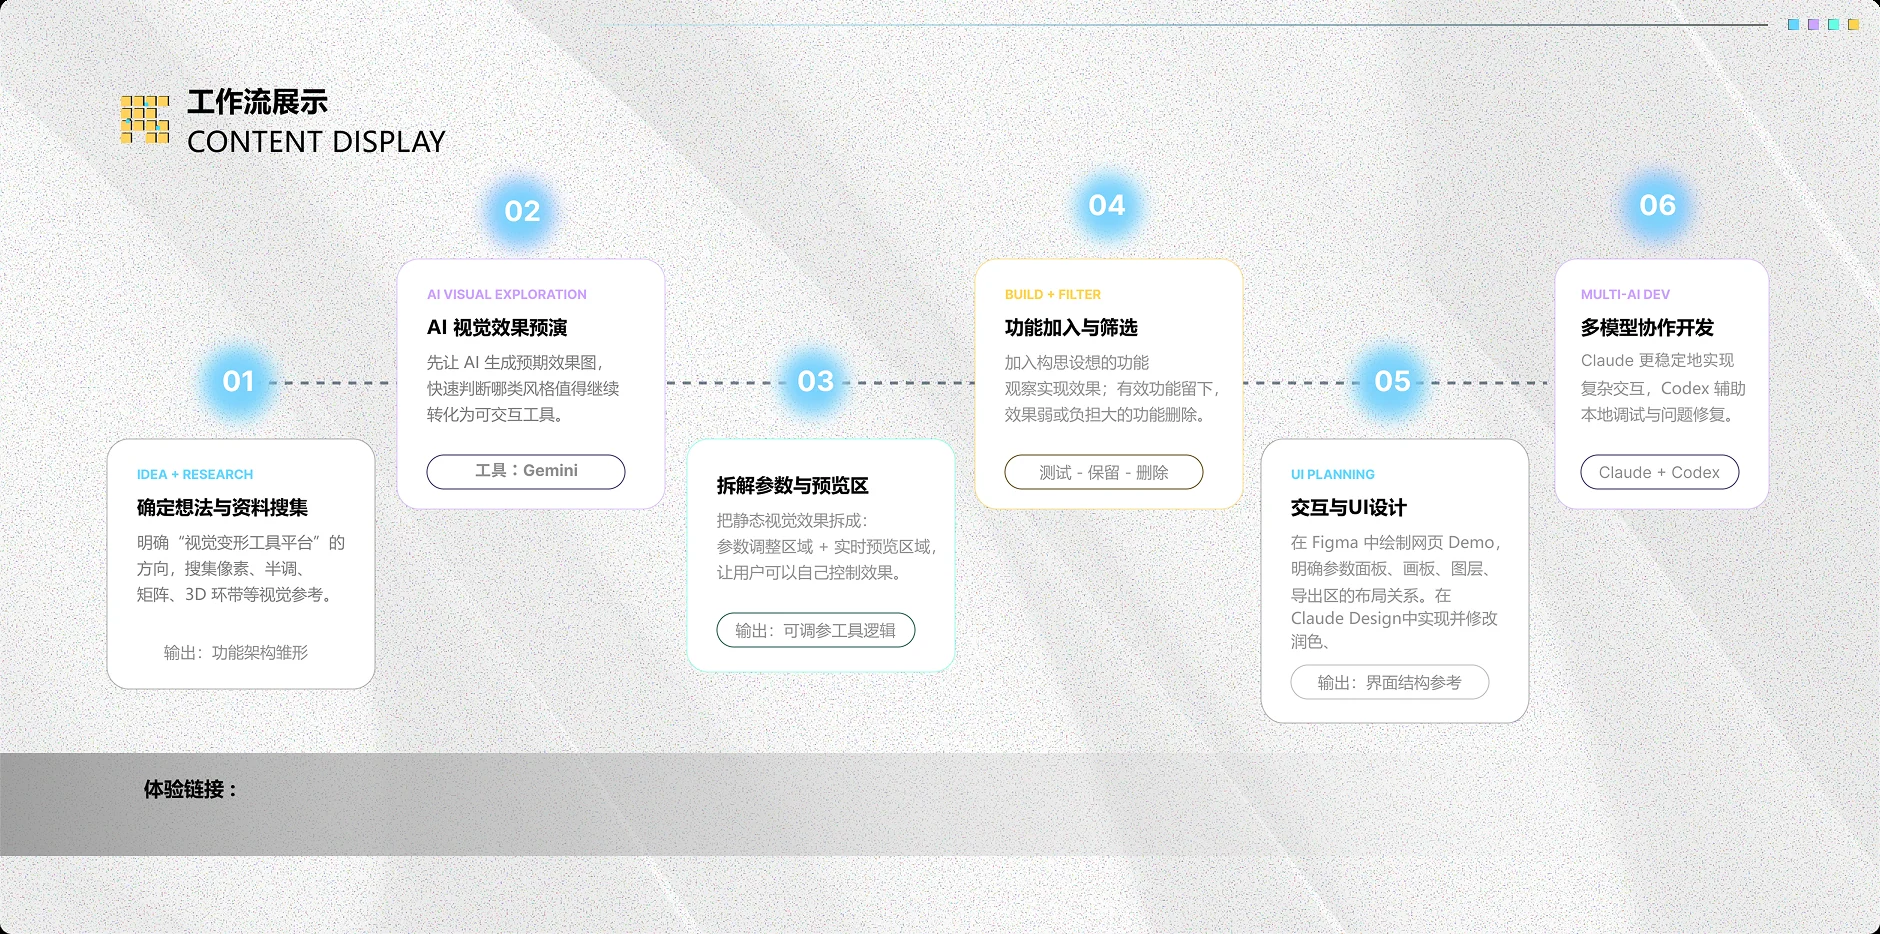 工作流展示
CONTENT DISPLAY
01
IDEA + RESEARCH
确定想法与资料搜集
明确“视觉变形工具平台”的
方向，搜集像素、半调、
矩阵、3D 环带等视觉参考。
输出：功能架构雏形
02
AI VISUAL EXPLORATION
AI 视觉效果预演
先让 AI 生成预期效果图，
快速判断哪类风格值得继续
转化为可交互工具。
工具：Gemini
03
拆解参数与预览区
把静态视觉效果拆成：
参数调整区域 + 实时预览区域，
让用户可以自己控制效果。
输出：可调参工具逻辑
04
BUILD + FILTER
功能加入与筛选
加入构思设想的功能
观察实现效果；有效功能留下，
效果弱或负担大的功能删除。
测试 - 保留 - 删除
05
UI PLANNING
交互与UI设计
在 Figma 中绘制网页 Demo，
明确参数面板、画板、图层、
导出区的布局关系。在
Claude Design中实现并修改
润色、
输出：界面结构参考
06
MULTI-AI DEV
多模型协作开发
Claude 更稳定地实现
复杂交互，Codex 辅助
本地调试与问题修复。
Claude + Codex
体验链接：